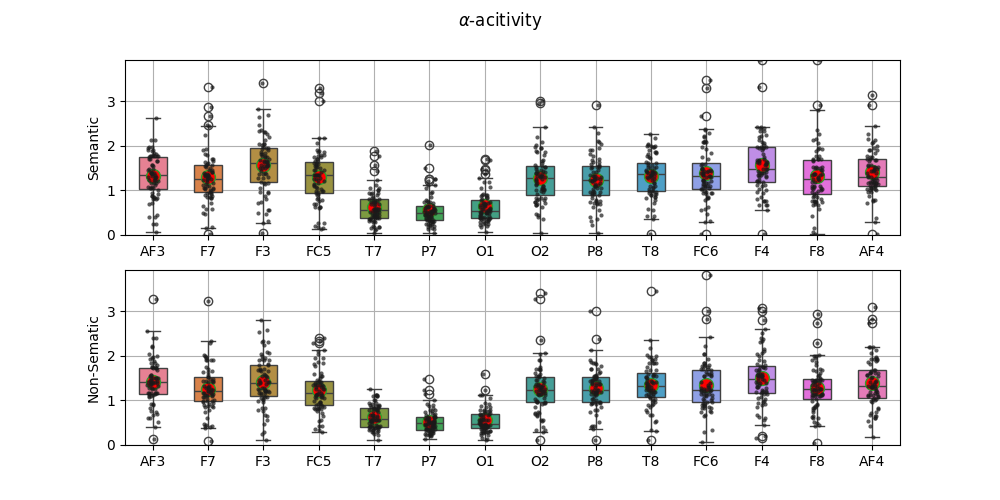 α-acitivity
Semantic
3
2
1
0
AF3 F7 F3 FC5 T7 P7 O1 O2 P8 T8 FC6 F4 F8 AF4
Non-Sematic
3
2
1
0
AF3 F7 F3 FC5 T7 P7 O1 O2 P8 T8 FC6 F4 F8 AF4